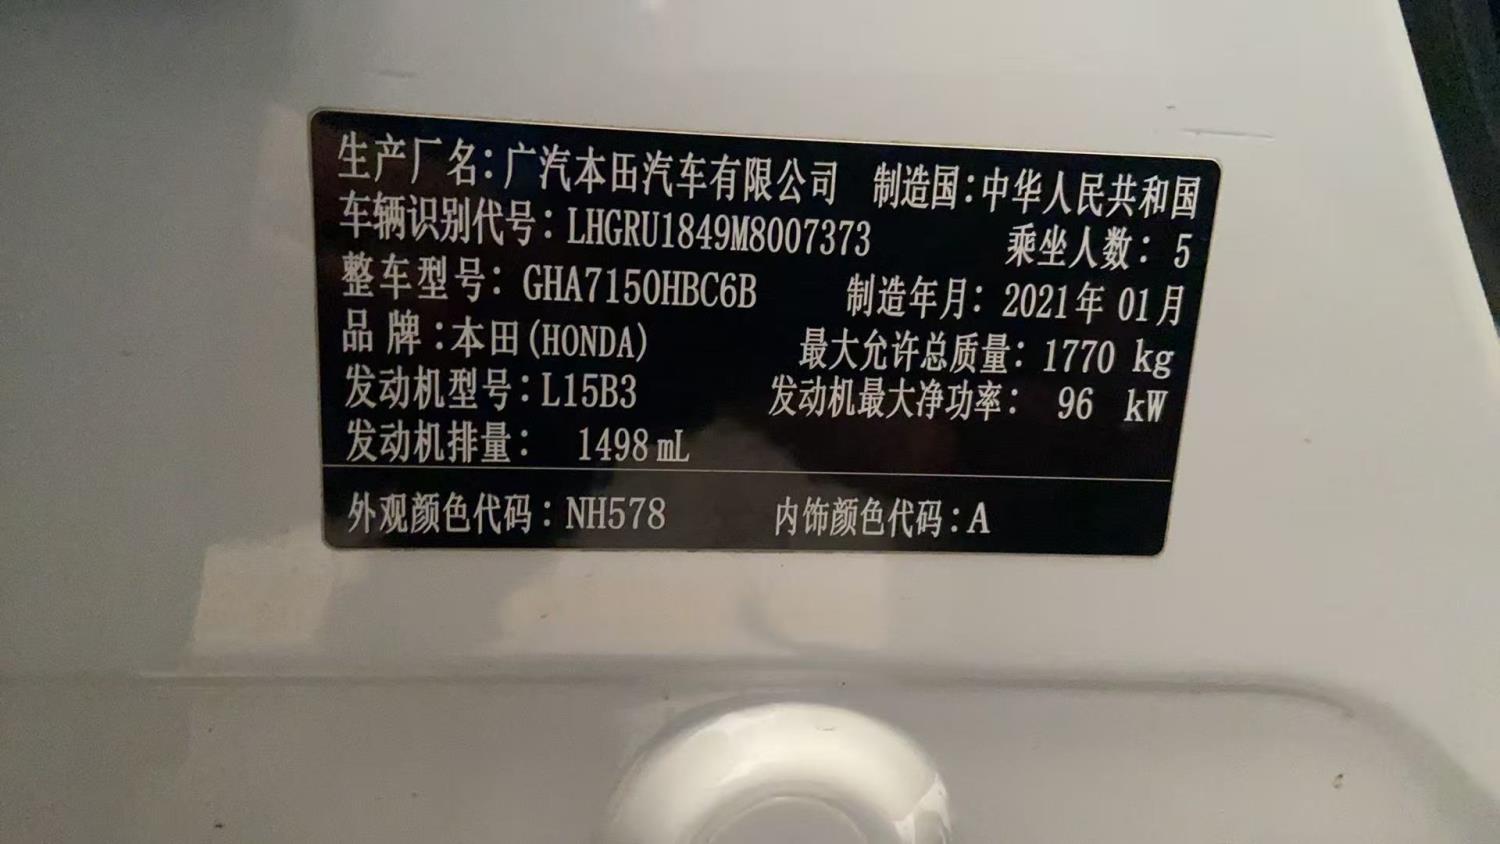 生产厂名：广汽本田汽车有限公司 制造国：中华人民共和国
车辆识别代号：LHGRU1849M8007373 乘坐人数：5
整车型号：GHA7150HBC6B 制造年月：2021年01月
品牌：本田(HONDA) 最大允许总质量：1770 kg
发动机型号：L15B3 发动机最大净功率：96 kW
发动机排量：1498 mL
外观颜色代码：NH578 内饰颜色代码：A